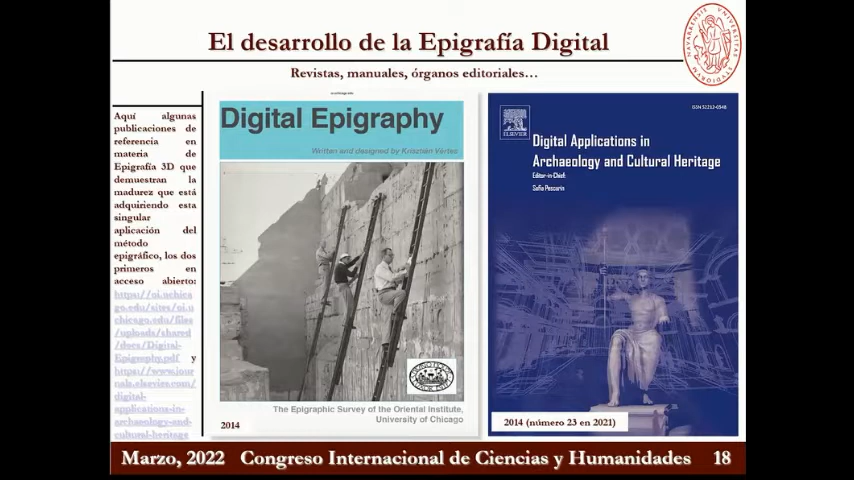 El desarrollo de la Epigrafía Digital
Revistas, manuales, órganos editoriales…
Aquí algunas
publicaciones de
referencia en
materia de
Epigrafía 3D que
demuestran la
madurez que está
adquiriendo esta
singular
aplicación del
método
epigráfico, los dos
primeros en
acceso abierto:
https://oi.uchica
go.edu/sites/oi.u
chicago.edu/files
/uploads/shared
/docs/Digital-
Epigraphy.pdf y
https://www.jour
nals.elsevier.com/
digital-
applications-in-
archaeology-and-
cultural-heritage
Digital Epigraphy
Written and designed by Krisztián Vértes
The Epigraphic Survey of the Oriental Institute,
University of Chicago
2014
ISSN 52212-0548
ELSEVIER
Digital Applications in
Archaeology and Cultural Heritage
Editor-in-Chief:
Sofia Pescarin
2014 (número 23 en 2021)
Marzo, 2022 Congreso Internacional de Ciencias y Humanidades 18